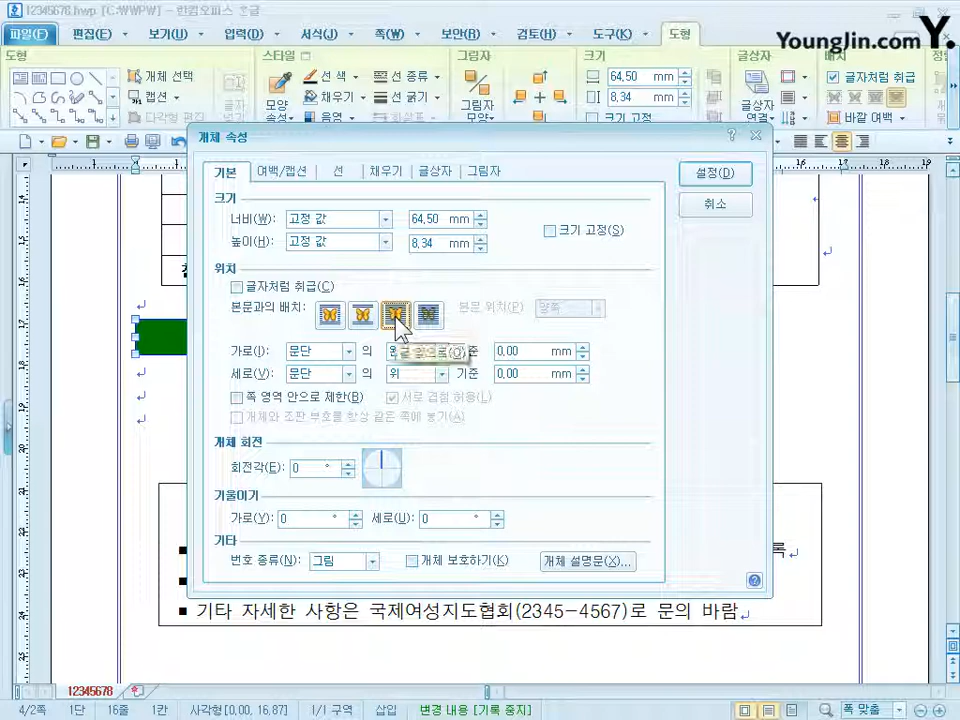 12345678.hwp [C:₩WPW] - 한컴오피스 한글
파일(F) 편집(E) 보기(U) 입력(D) 서식(J) 쪽(W) 보안(R) 검토(H) 도구(K) 도형
YoungJin.com Y.
도형 스타일 그림자 크기 글상자 배치
개체 선택 선 색 선 종류 64,50 mm 글자처럼 취급
캡션 채우기 선 굵기 8,34 mm
다각형 편집 모양 속성 음영 화살표 그림자 모양 크기 고정 글상자 연결 바깥 여백
개체 속성
기본 여백/캡션 선 채우기 글상자 그림자
설정(D)
취소
크기
너비(W): 고정 값 64,50 mm
크기 고정(S)
높이(H): 고정 값 8,34 mm
위치
글자처럼 취급(C)
본문과의 배치: 본문 위치(P) 양쪽
가로(I): 문단 의 기준 0,00 mm
세로(V): 문단 의 위 기준 0,00 mm
쪽 영역 안으로 제한(B) 서로 겹침 허용(L)
개체와 조판 부호를 항상 같은 쪽에 놓기(A)
개체 회전
회전각(E): 0 °
기울이기
가로(Y): 0 ° 세로(U): 0 °
기타
번호 종류(N): 그림 개체 보호하기(K) 개체 설명문(X)...
■ 기타 자세한 사항은 국제여성지도협회(2345-4567)로 문의 바람
12345678
4/2쪽 1단 16줄 1칸 사각형[0,00, 16,87] 1/1 구역 삽입 변경 내용 [기록 중지] 폭 맞춤